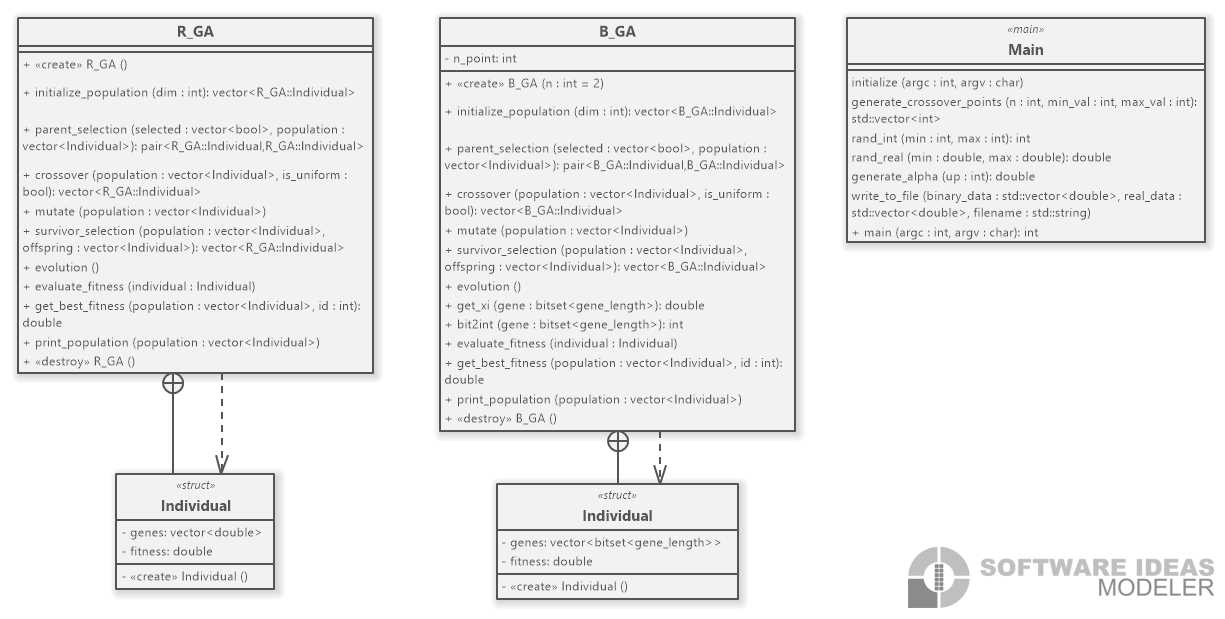 R_GA
+ «create» R_GA ()
+ initialize_population (dim : int): vector<R_GA::Individual>
+ parent_selection (selected : vector<bool>, population :
vector<Individual>): pair<R_GA::Individual,R_GA::Individual>
+ crossover (population : vector<Individual>, is_uniform :
bool): vector<R_GA::Individual>
+ mutate (population : vector<Individual>)
+ survivor_selection (population : vector<Individual>,
offspring : vector<Individual>): vector<R_GA::Individual>
+ evolution ()
+ evaluate_fitness (individual : Individual)
+ get_best_fitness (population : vector<Individual>, id : int):
double
+ print_population (population : vector<Individual>)
+ «destroy» R_GA ()
«struct»
Individual
- genes: vector<double>
- fitness: double
- «create» Individual ()
B_GA
- n_point: int
+ «create» B_GA (n : int = 2)
+ initialize_population (dim : int): vector<B_GA::Individual>
+ parent_selection (selected : vector<bool>, population :
vector<Individual>): pair<B_GA::Individual,B_GA::Individual>
+ crossover (population : vector<Individual>, is_uniform :
bool): vector<B_GA::Individual>
+ mutate (population : vector<Individual>)
+ survivor_selection (population : vector<Individual>,
offspring : vector<Individual>): vector<B_GA::Individual>
+ evolution ()
+ get_xi (gene : bitset<gene_length>): double
+ bit2int (gene : bitset<gene_length>): int
+ evaluate_fitness (individual : Individual)
+ get_best_fitness (population : vector<Individual>, id : int):
double
+ print_population (population : vector<Individual>)
+ «destroy» B_GA ()
«struct»
Individual
- genes: vector<bitset<gene_length>>
- fitness: double
- «create» Individual ()
«main»
Main
initialize (argc : int, argv : char)
generate_crossover_points (n : int, min_val : int, max_val : int):
std::vector<int>
rand_int (min : int, max : int): int
rand_real (min : double, max : double): double
generate_alpha (up : int): double
write_to_file (binary_data : std::vector<double>, real_data :
std::vector<double>, filename : std::string)
+ main (argc : int, argv : char): int
SOFTWARE IDEAS
MODELER